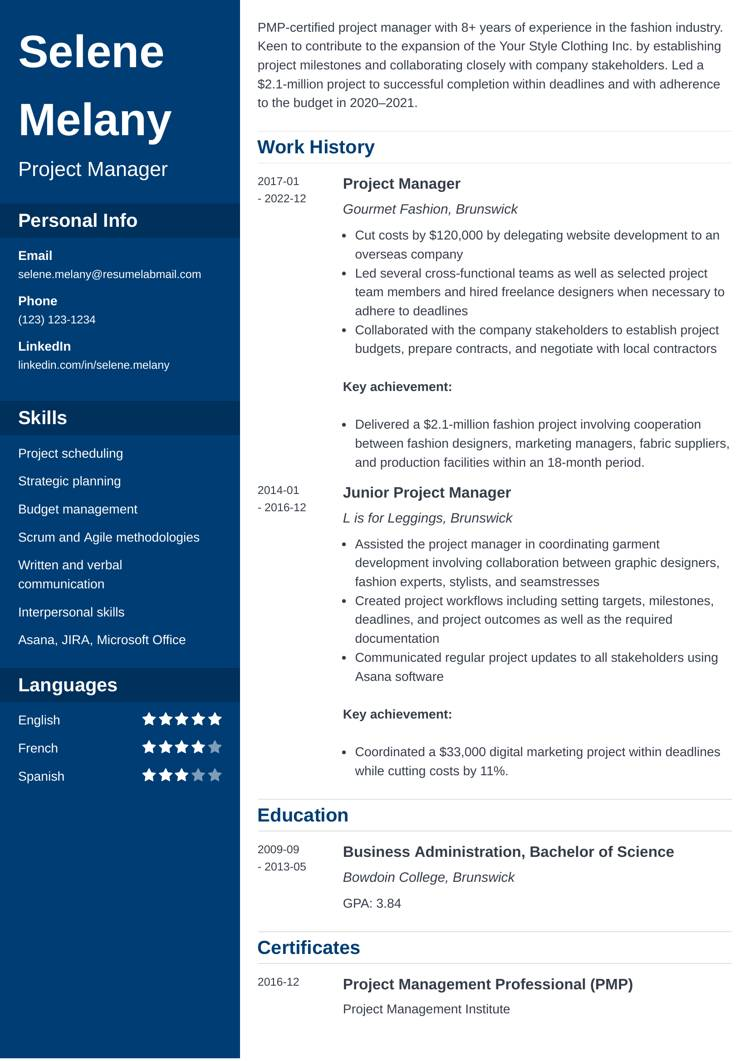 Selene
Melany
Project Manager
Personal Info
Email
selene.melany@resumelabmail.com
Phone
(123) 123-1234
LinkedIn
linkedin.com/in/selene.melany
Skills
Project scheduling
Strategic planning
Budget management
Scrum and Agile methodologies
Written and verbal
communication
Interpersonal skills
Asana, JIRA, Microsoft Office
Languages
English
French
Spanish
PMP-certified project manager with 8+ years of experience in the fashion industry.
Keen to contribute to the expansion of the Your Style Clothing Inc. by establishing
project milestones and collaborating closely with company stakeholders. Led a
$2.1-million project to successful completion within deadlines and with adherence
to the budget in 2020–2021.
Work History
2017-01
- 2022-12
Project Manager
Gourmet Fashion, Brunswick
• Cut costs by $120,000 by delegating website development to an
overseas company
• Led several cross-functional teams as well as selected project
team members and hired freelance designers when necessary to
adhere to deadlines
• Collaborated with the company stakeholders to establish project
budgets, prepare contracts, and negotiate with local contractors
Key achievement:
• Delivered a $2.1-million fashion project involving cooperation
between fashion designers, marketing managers, fabric suppliers,
and production facilities within an 18-month period.
2014-01
- 2016-12
Junior Project Manager
L is for Leggings, Brunswick
• Assisted the project manager in coordinating garment
development involving collaboration between graphic designers,
fashion experts, stylists, and seamstresses
• Created project workflows including setting targets, milestones,
deadlines, and project outcomes as well as the required
documentation
• Communicated regular project updates to all stakeholders using
Asana software
Key achievement:
• Coordinated a $33,000 digital marketing project within deadlines
while cutting costs by 11%.
Education
2009-09
- 2013-05
Business Administration, Bachelor of Science
Bowdoin College, Brunswick
GPA: 3.84
Certificates
2016-12
Project Management Professional (PMP)
Project Management Institute